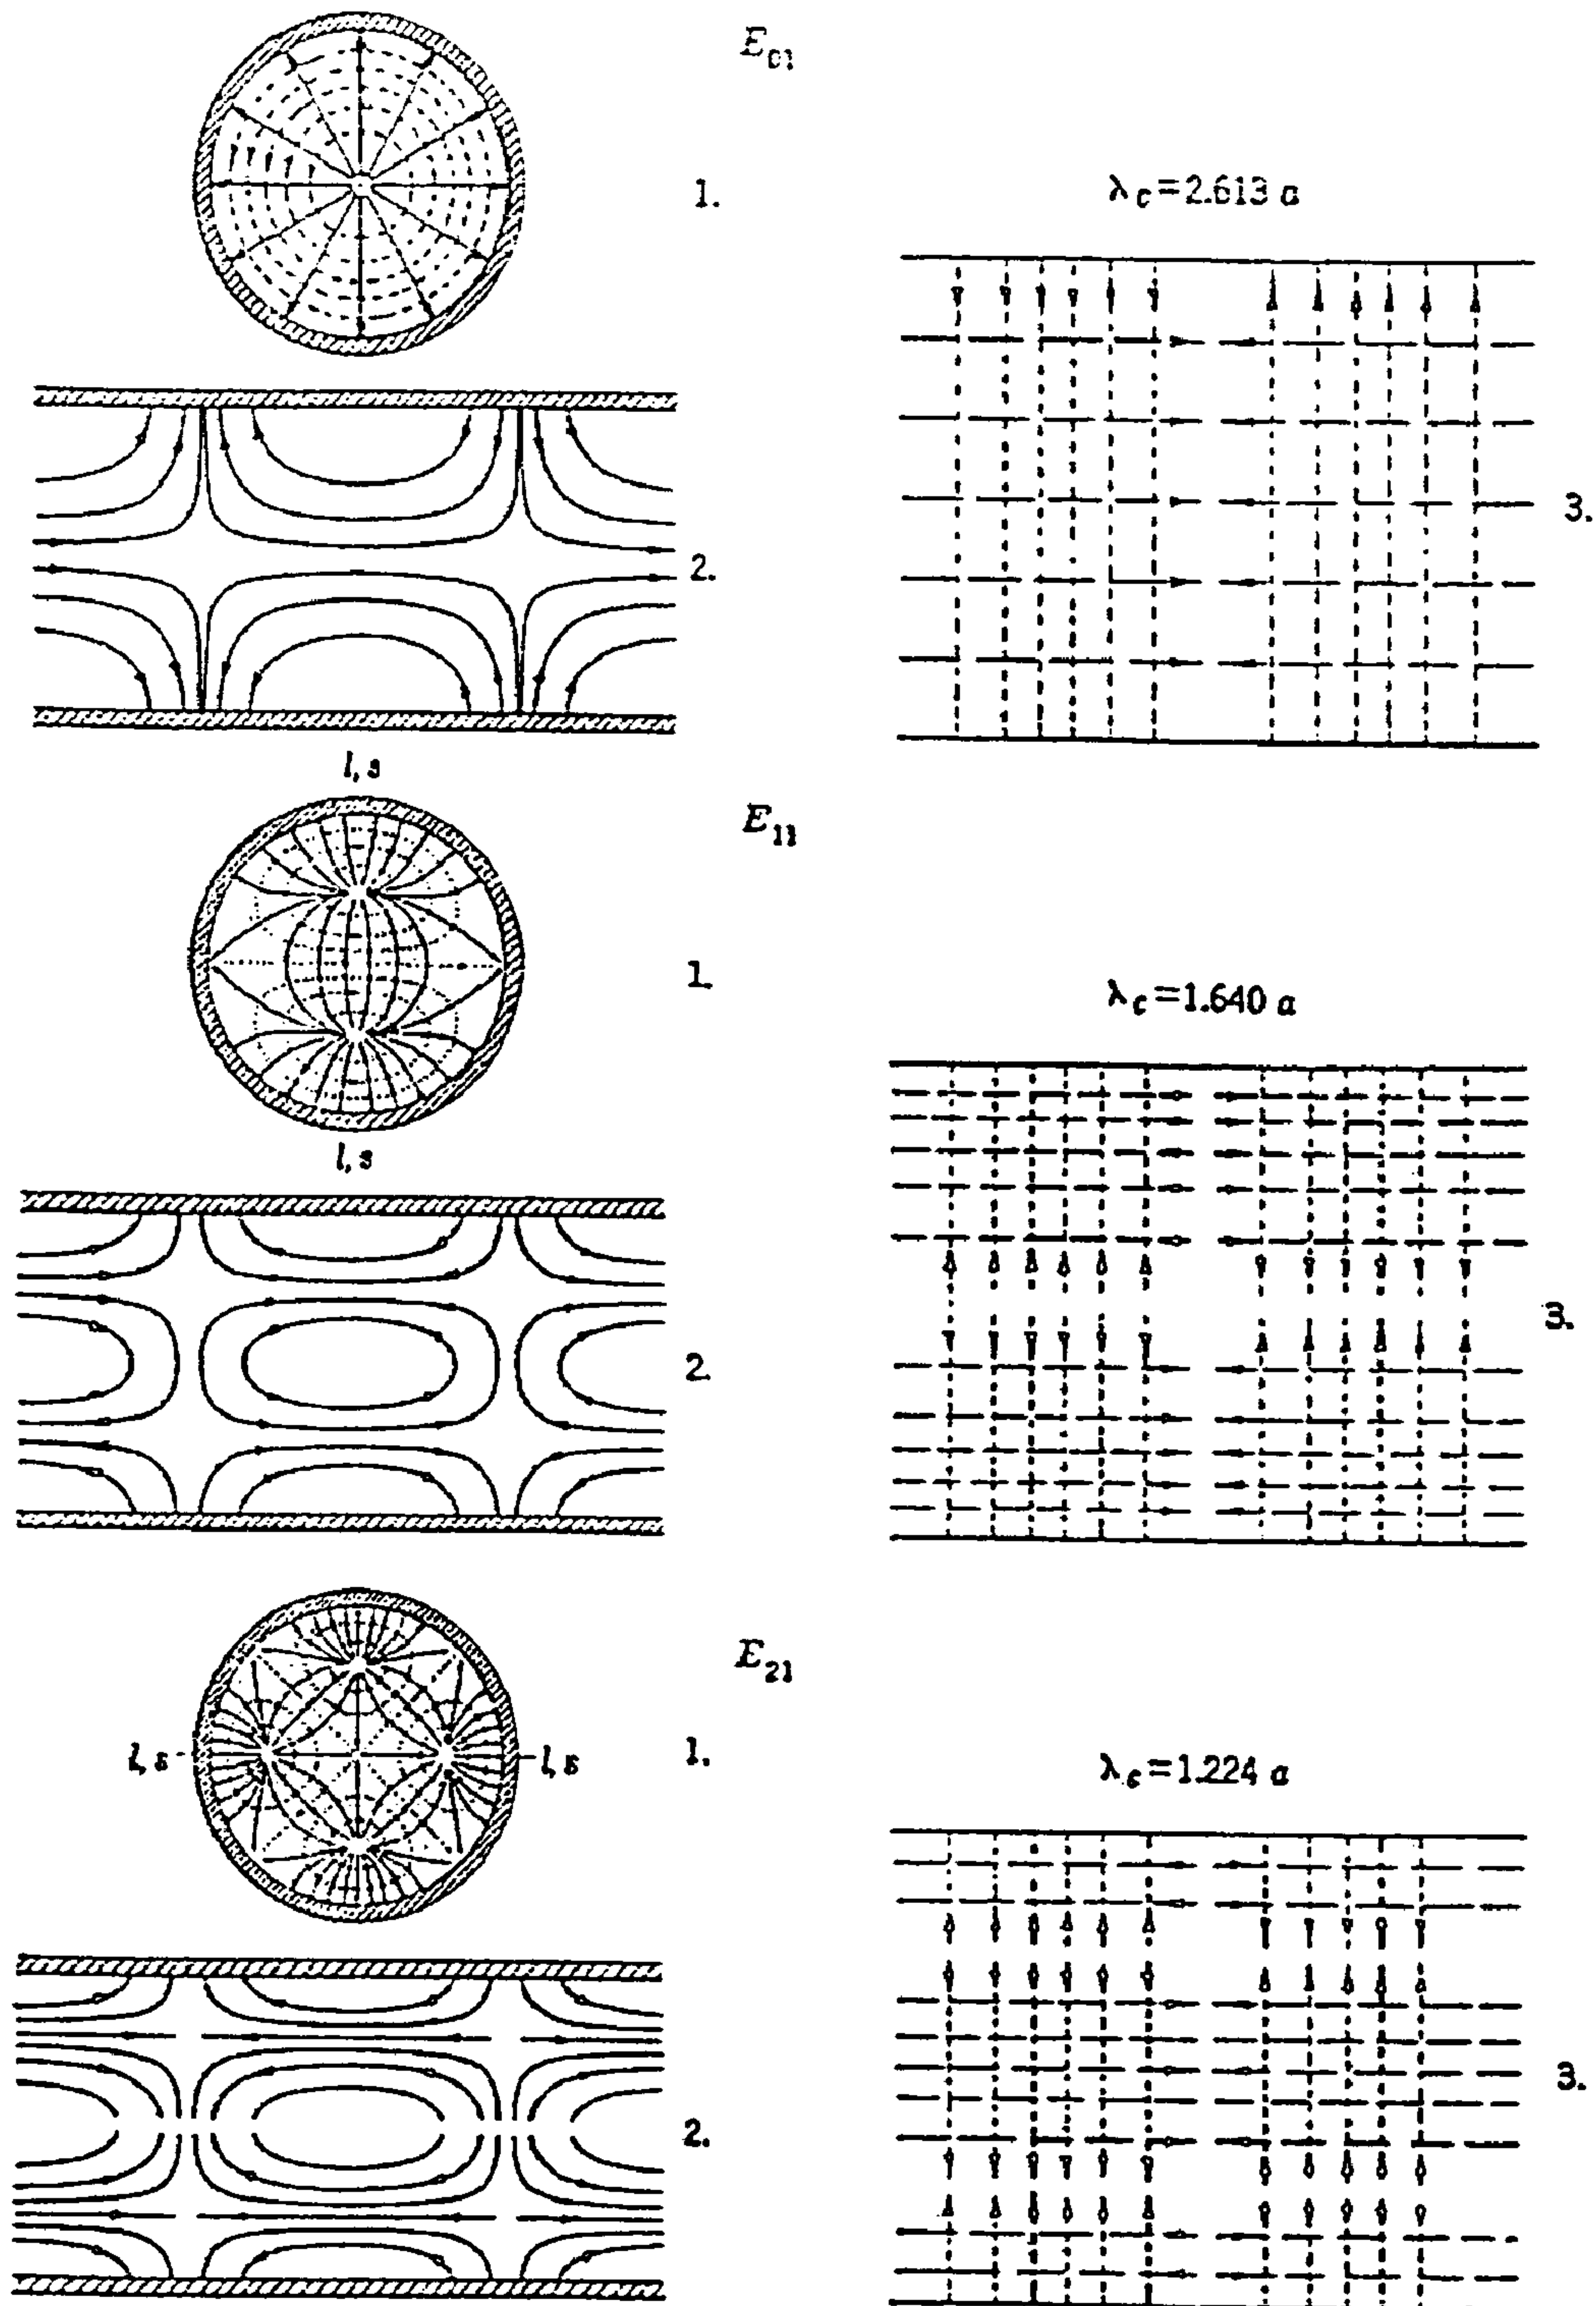 E₀₁
1.
λc=2.613 a
2.
3.
l, s
E₁₁
1.
λc=1.640 a
l, s
2.
3.
E₂₁
l, s
l, s
1.
λc=1.224 a
2.
3.